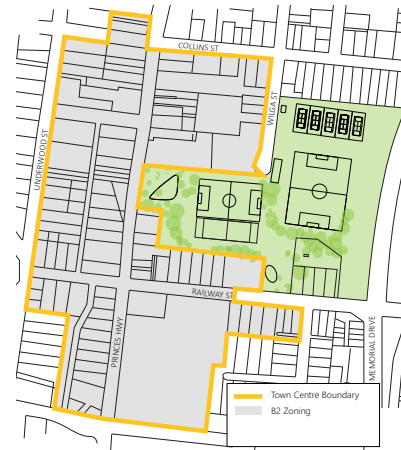 COLLINS ST
WILGA ST
UNDERWOOD ST
RAILWAY ST
PRINCES HWY
MEMORIAL DRIVE
Town Centre Boundary
B2 Zoning